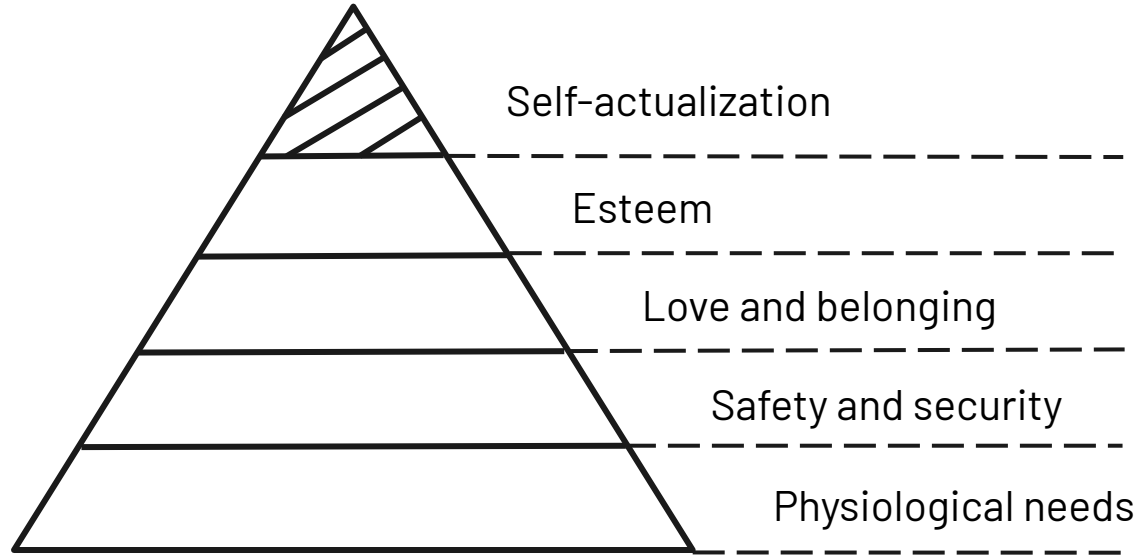 Self-actualization
Esteem
Love and belonging
Safety and security
Physiological needs